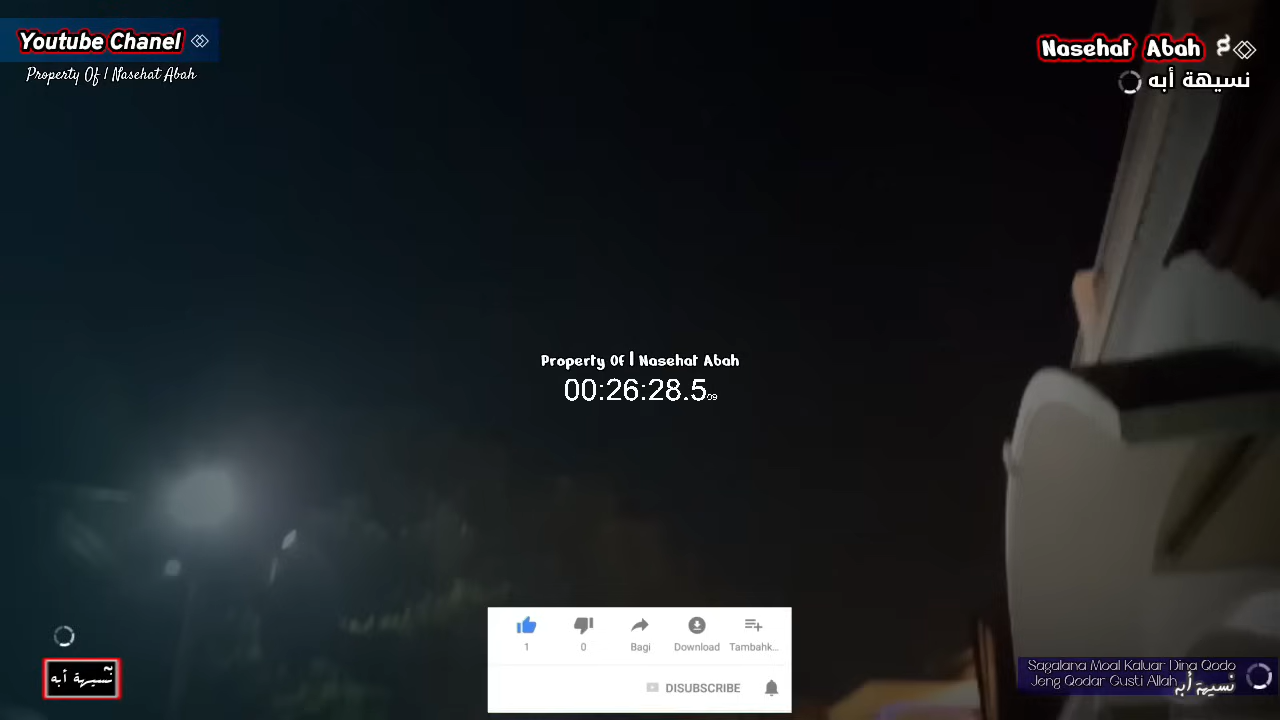 Youtube Chanel
Property Of | Nasehat Abah
Nasehat Abah
نسيهة أبه
Property Of | Nasehat Abah
00:26:28.509
1
0
Bagi
Download
Tambahk...
DISUBSCRIBE
نسيهة أبه
Sagalana Moal Kaluar Dina Qodo
Jeng Qodar Gusti Allah
نسيهة أبه